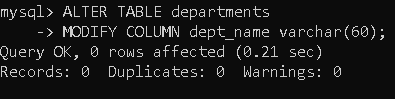 mysql> ALTER TABLE departments
    -> MODIFY COLUMN dept_name varchar(60);
Query OK, 0 rows affected (0.21 sec)
Records: 0  Duplicates: 0  Warnings: 0